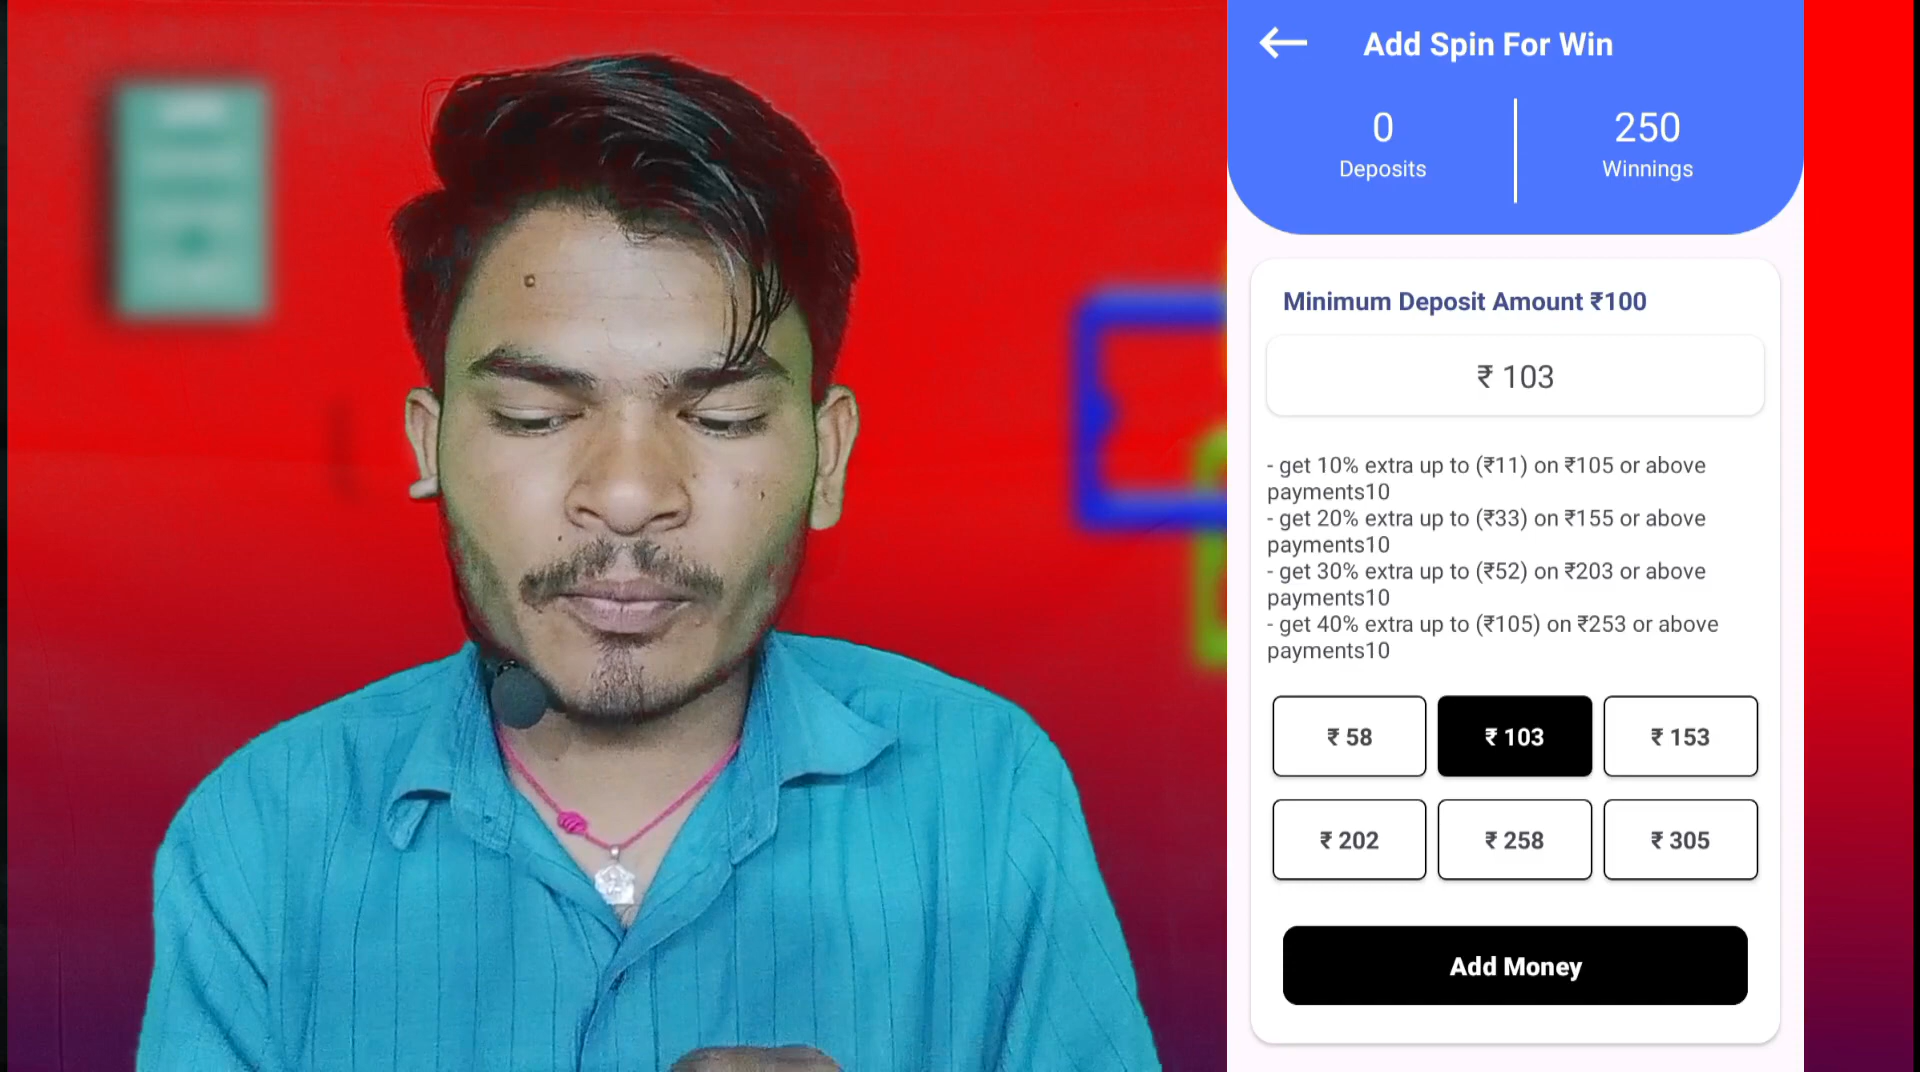 Add Spin For Win
0
Deposits
250
Winnings
Minimum Deposit Amount ₹100
₹ 103
- get 10% extra up to (₹11) on ₹105 or above
payments10
- get 20% extra up to (₹33) on ₹155 or above
payments10
- get 30% extra up to (₹52) on ₹203 or above
payments10
- get 40% extra up to (₹105) on ₹253 or above
payments10
₹ 58
₹ 103
₹ 153
₹ 202
₹ 258
₹ 305
Add Money